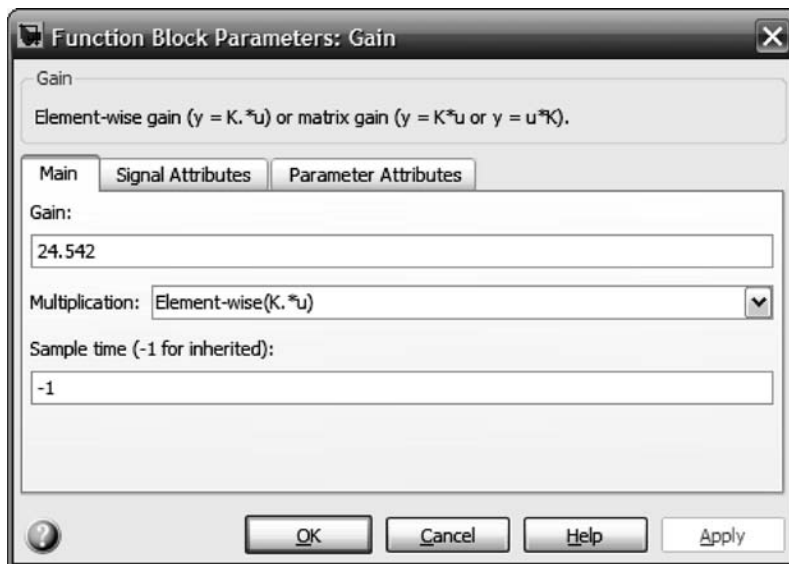 Function Block Parameters: Gain
Gain
Element-wise gain (y = K.*u) or matrix gain (y = K*u or y = u*K).
Main Signal Attributes Parameter Attributes
Gain:
24.542
Multiplication: Element-wise(K.*u)
Sample time (-1 for inherited):
-1
OK Cancel Help Apply